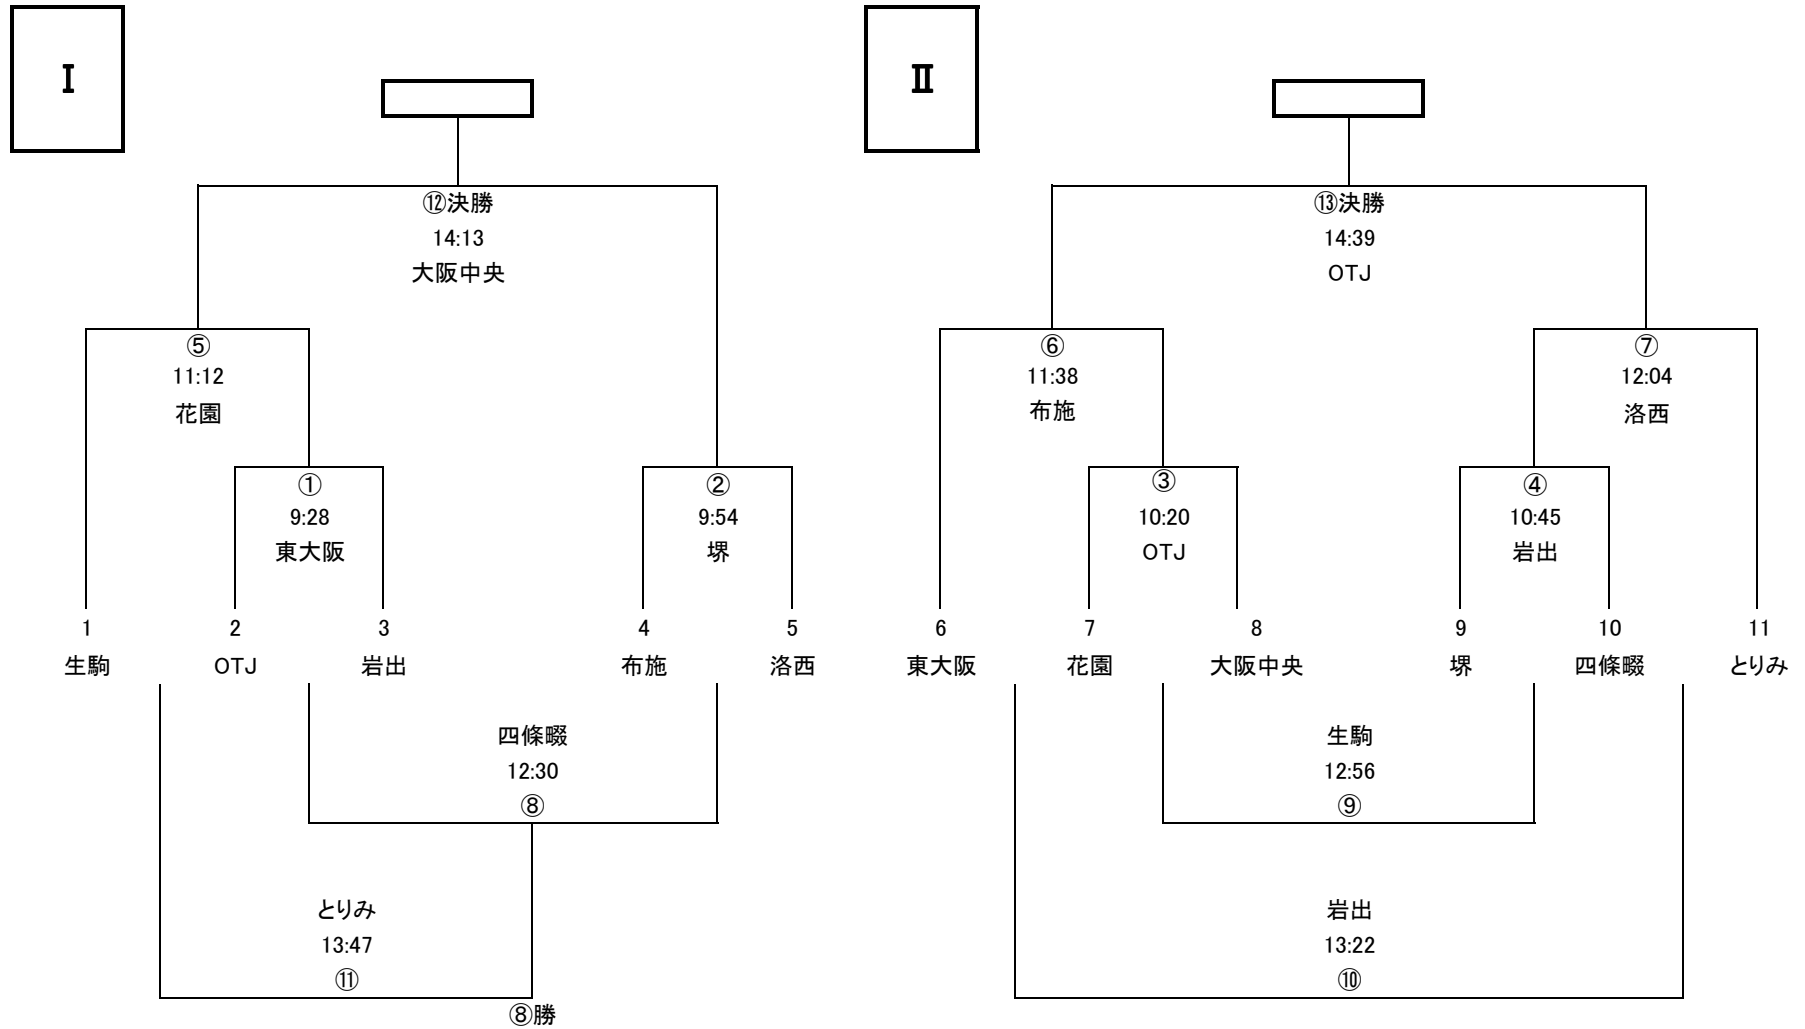 Ⅰ
⑫決勝
14:13
大阪中央
⑤
11:12
花園
①
9:28
東大阪
②
9:54
堺
1 2 3 4 5
生駒 OTJ 岩出 布施 洛西
四條畷
12:30
⑧
とりみ
13:47
⑪
⑧勝
Ⅱ
⑬決勝
14:39
OTJ
⑥
11:38
布施
⑦
12:04
洛西
③
10:20
OTJ
④
10:45
岩出
6 7 8 9 10 11
東大阪 花園 大阪中央 堺 四條畷 とりみ
生駒
12:56
⑨
岩出
13:22
⑩